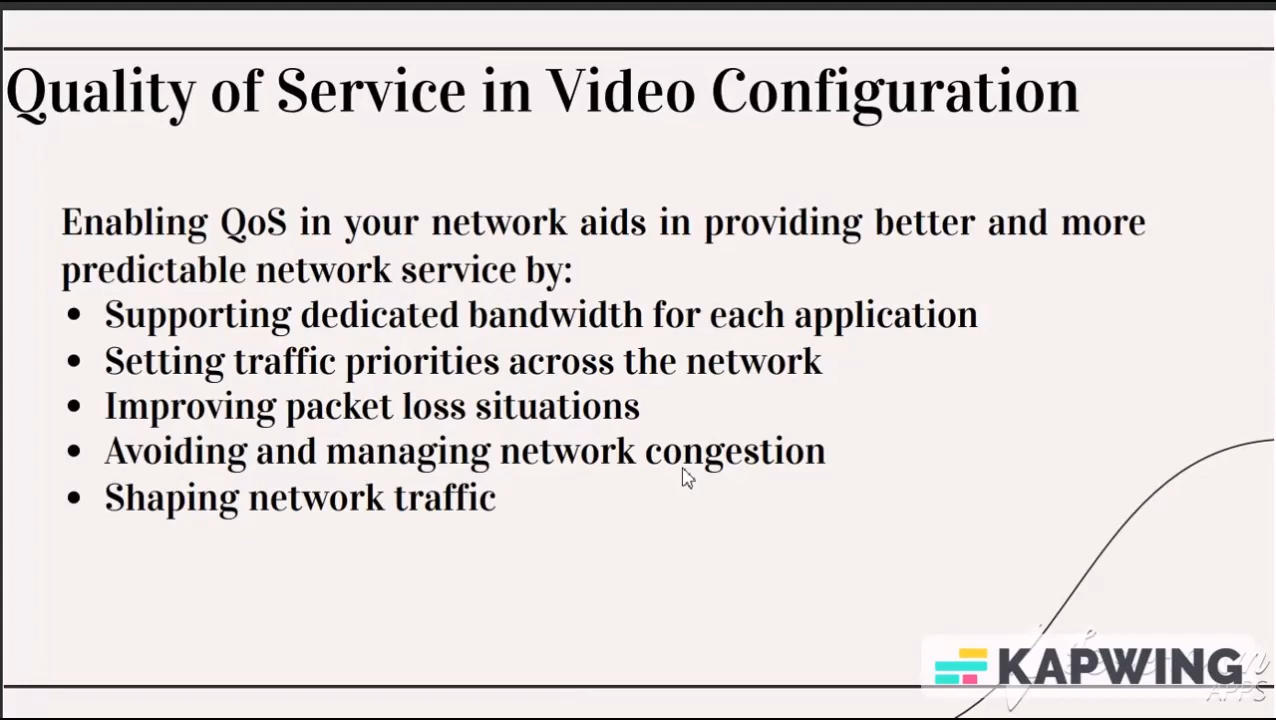 Quality of Service in Video Configuration
Enabling QoS in your network aids in providing better and more
predictable network service by:
• Supporting dedicated bandwidth for each application
• Setting traffic priorities across the network
• Improving packet loss situations
• Avoiding and managing network congestion
• Shaping network traffic
KAPWING
APPS